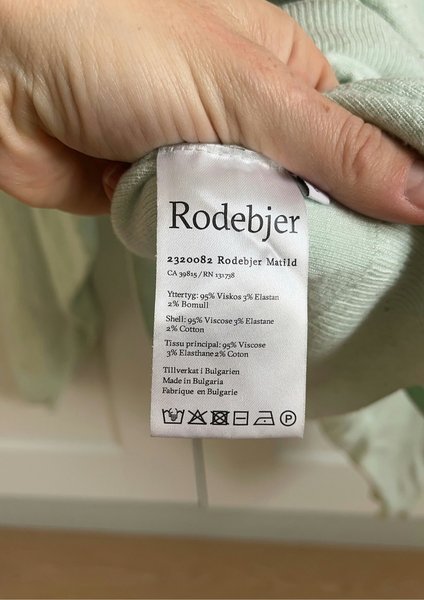 Rodebjer
2320082 Rodebjer Matild
CA 39815 / RN 131738
Yttertyg: 95% Viskos 3% Elastan
2% Bomull
Shell: 95% Viscose 3% Elastane
2% Cotton
Tissu principal: 95% Viscose
3% Elasthane 2% Coton
Tillverkat i Bulgarien
Made in Bulgaria
Fabrique en Bulgarie
P